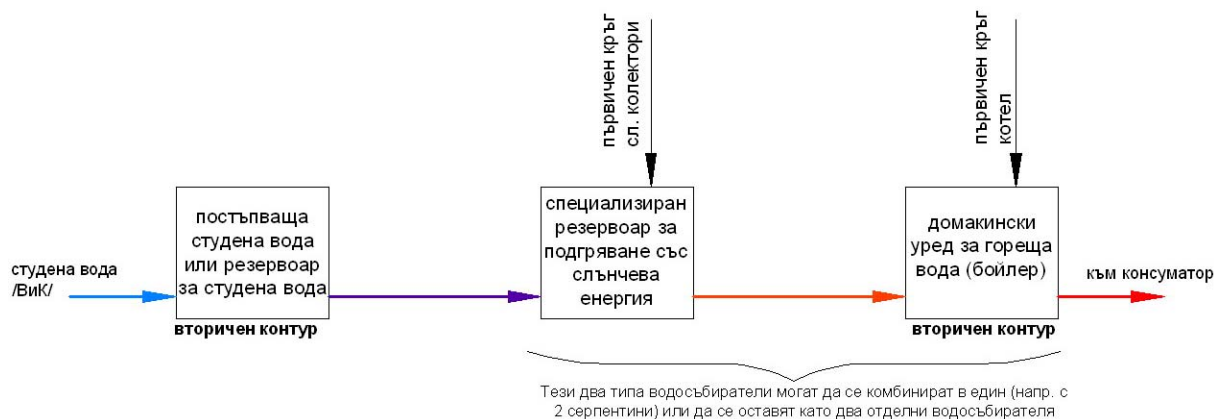 първичен кръг
сл. колектори
първичен кръг
котел
студена вода
/ВиК/
постъпваща
студена вода
или резервоар
за студена вода
вторичен контур
специализиран
резервоар за
подгряване със
слънчева
енергия
домакински
уред за гореща
вода (бойлер)
вторичен контур
към консуматор
Тези два типа водосъбиратели могат да се комбинират в един (напр. с
2 серпентини) или да се оставят като два отделни водосъбирателя